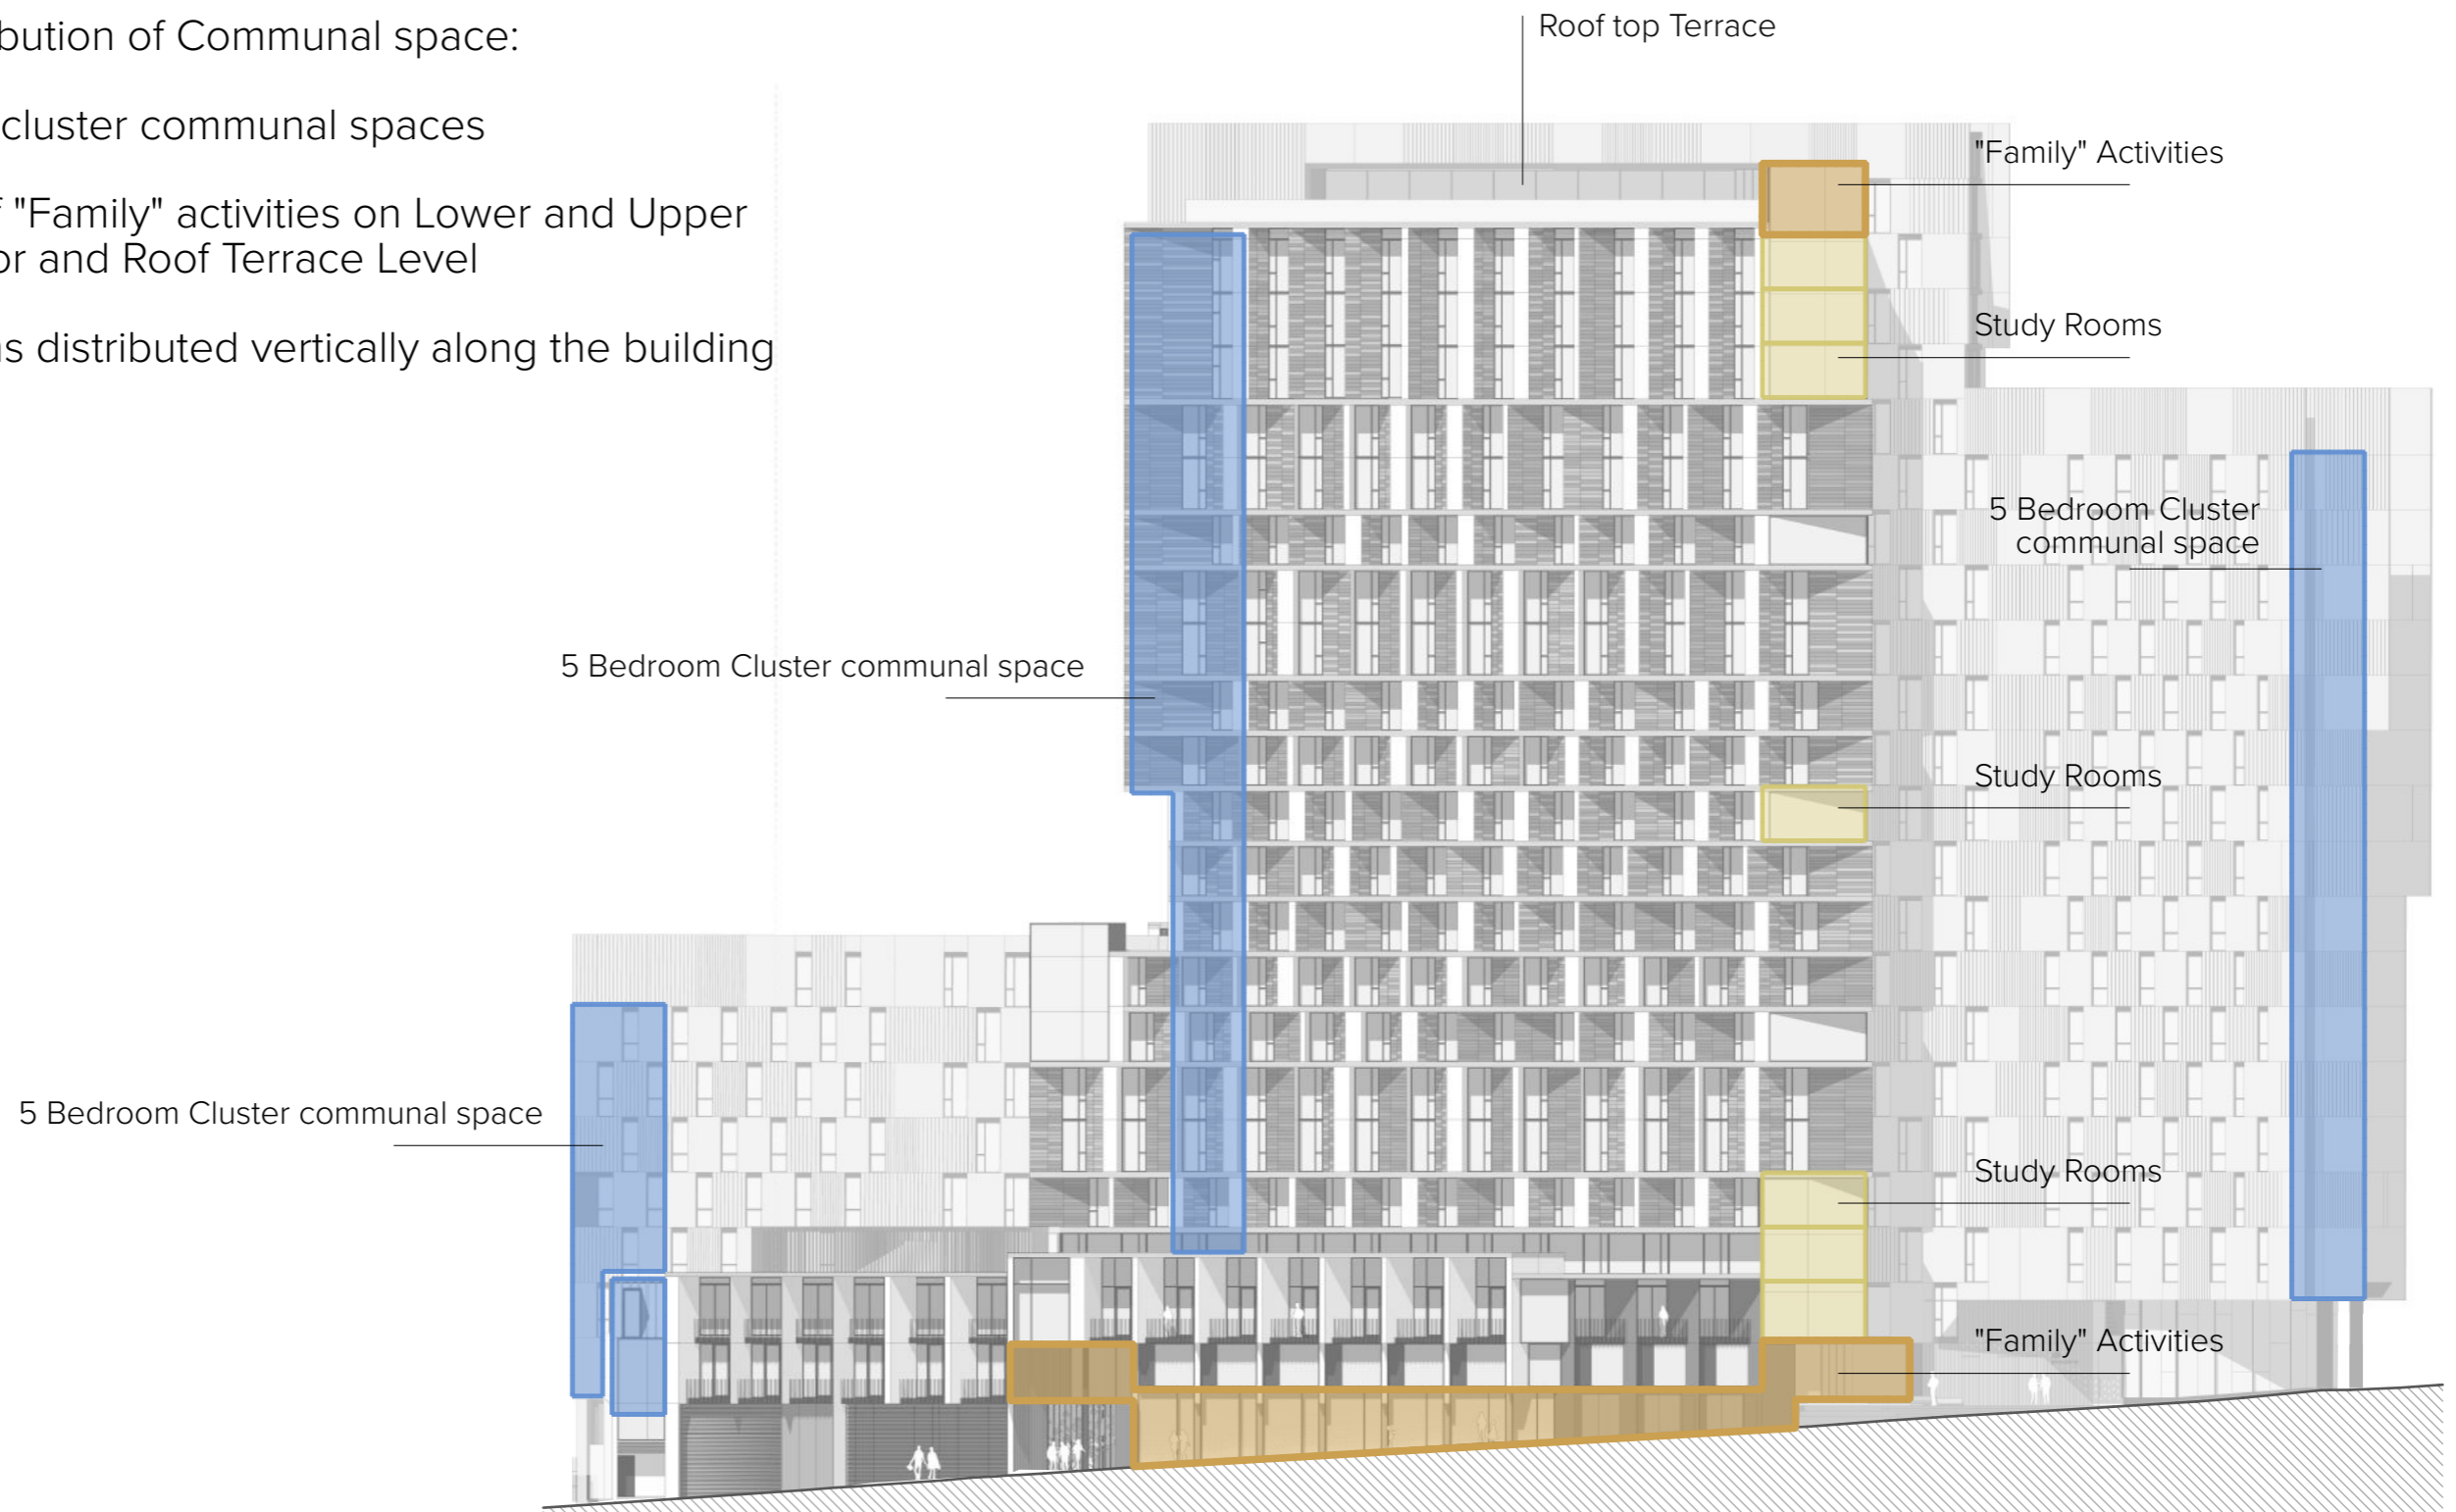 bution of Communal space:
cluster communal spaces
"Family" activities on Lower and Upper
or and Roof Terrace Level
s distributed vertically along the building
Roof top Terrace
"Family" Activities
Study Rooms
5 Bedroom Cluster
communal space
5 Bedroom Cluster communal space
Study Rooms
5 Bedroom Cluster communal space
Study Rooms
"Family" Activities